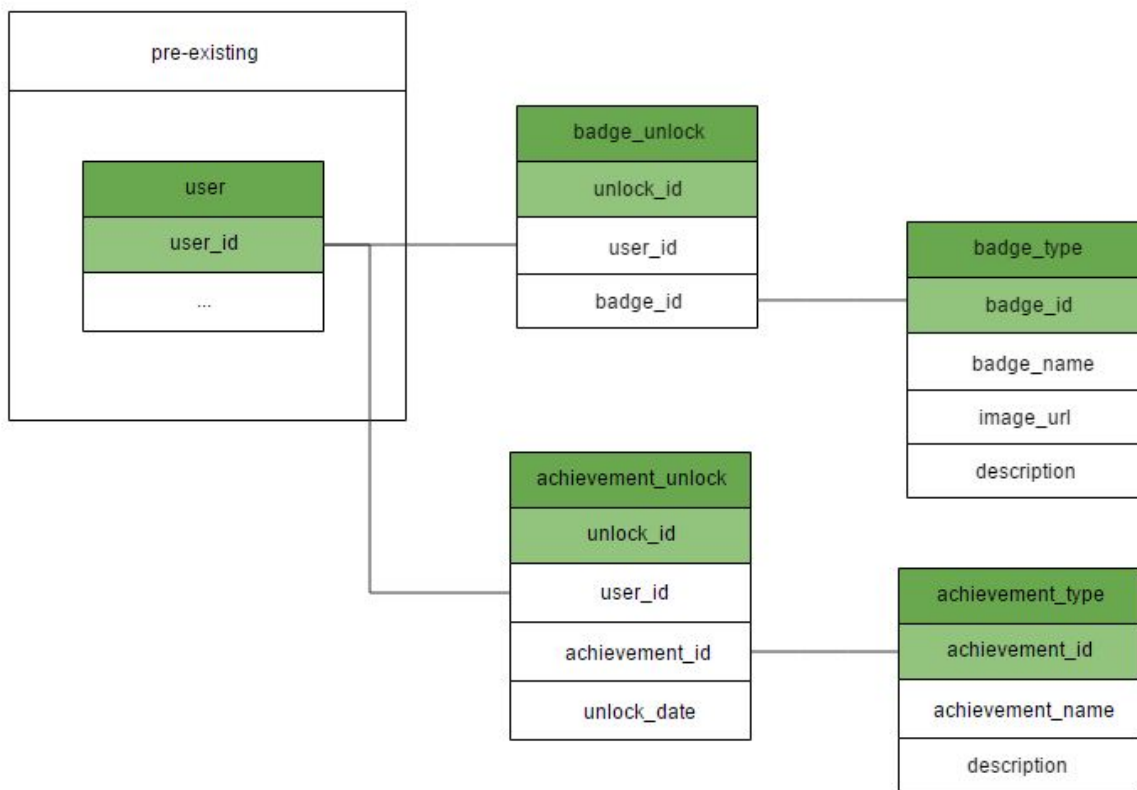 pre-existing
user
user_id
...
badge_unlock
unlock_id
user_id
badge_id
badge_type
badge_id
badge_name
image_url
description
achievement_unlock
unlock_id
user_id
achievement_id
unlock_date
achievement_type
achievement_id
achievement_name
description